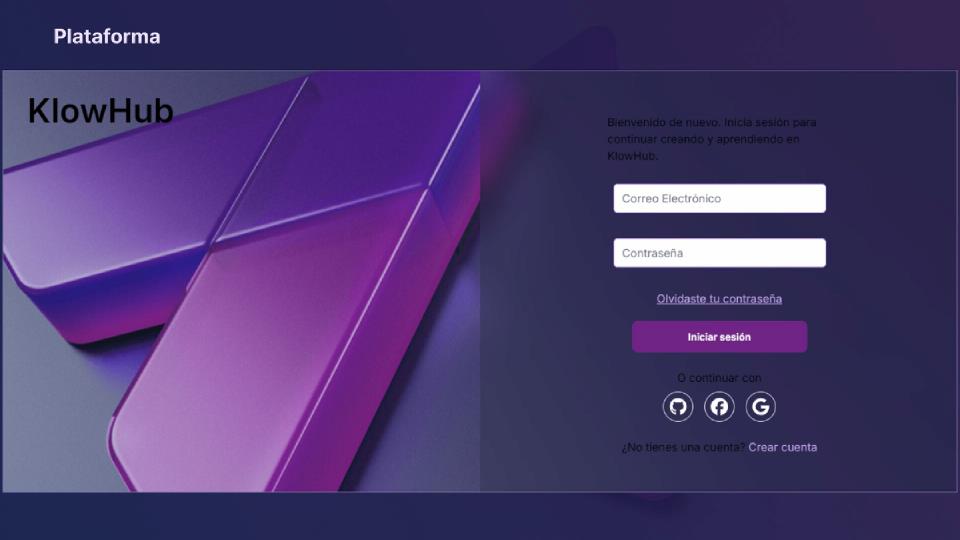 Plataforma
KlowHub
Bienvenido de nuevo. Inicia sesión para
continuar creando y aprendiendo en
KlowHub.
Correo Electrónico
Contraseña
Olvidaste tu contraseña
Iniciar sesión
O continuar con
¿No tienes una cuenta? Crear cuenta